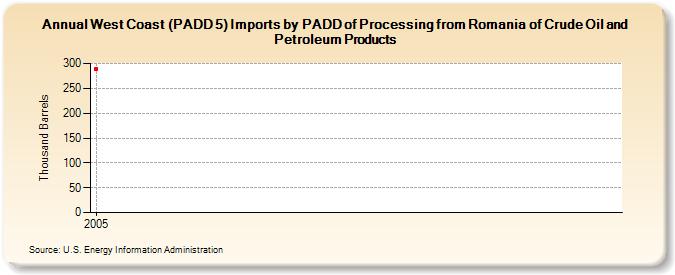 Annual West Coast (PADD 5) Imports by PADD of Processing from Romania of Crude Oil and
Petroleum Products
Thousand Barrels
300
250
200
150
100
50
0
2005
Source: U.S. Energy Information Administration